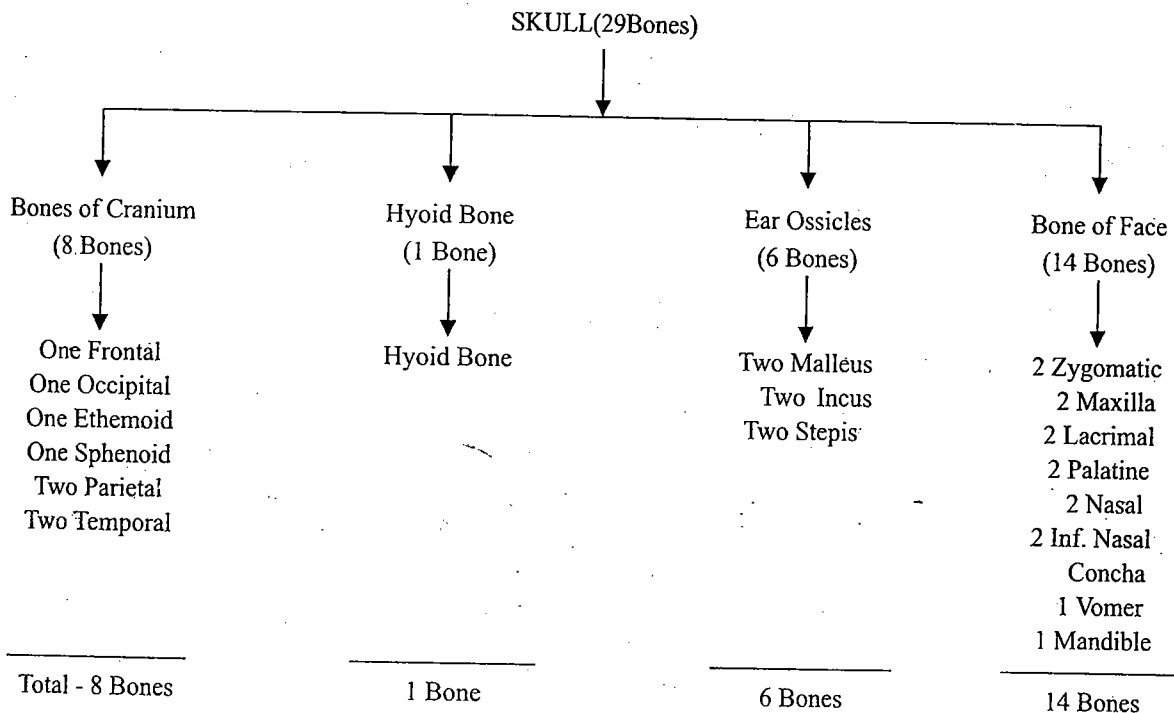 SKULL(29Bones)
Bones of Cranium
(8 Bones)
One Frontal
One Occipital
One Ethemoid
One Sphenoid
Two Parietal
Two Temporal
Total - 8 Bones
Hyoid Bone
(1 Bone)
Hyoid Bone
1 Bone
Ear Ossicles
(6 Bones)
Two Malleus
Two Incus
Two Stepis
6 Bones
Bone of Face
(14 Bones)
2 Zygomatic
2 Maxilla
2 Lacrimal
2 Palatine
2 Nasal
2 Inf. Nasal
Concha
1 Vomer
1 Mandible
14 Bones